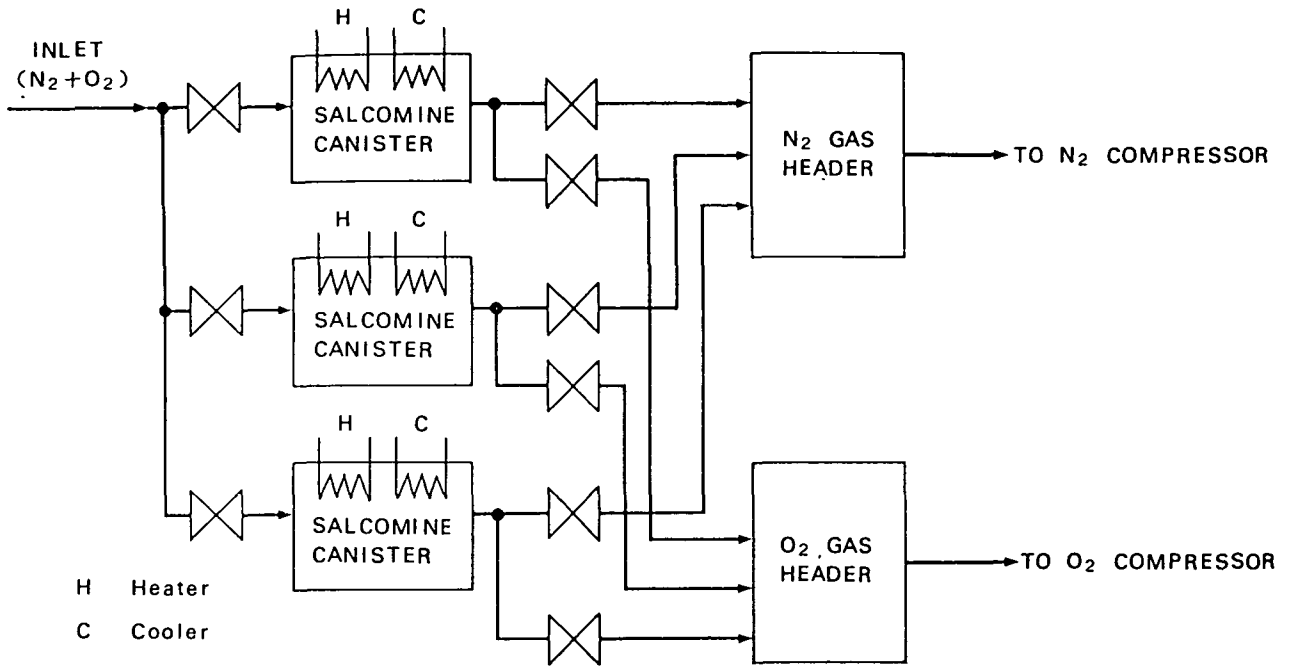 H C
INLET
(N₂+O₂)
SALCOMINE
CANISTER
N₂ GAS
HEADER
TO N₂ COMPRESSOR
H C
SALCOMINE
CANISTER
H C
SALCOMINE
CANISTER
O₂ GAS
HEADER
TO O₂ COMPRESSOR
H Heater
C Cooler